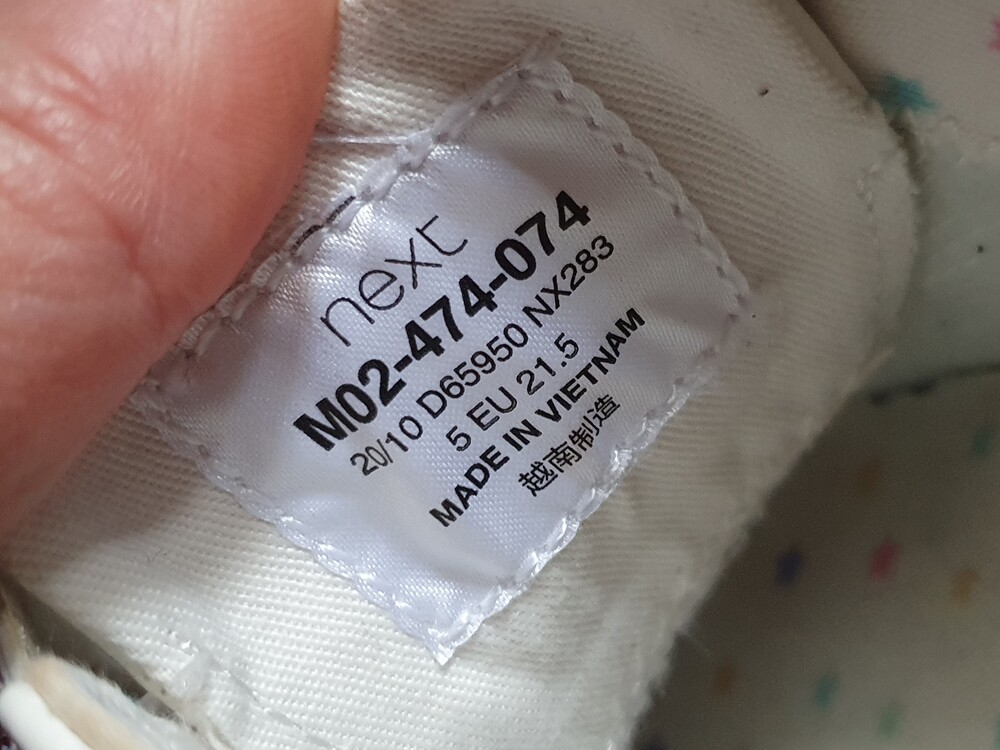 next
M02-474-074
20/10 D65950 NX283
5 EU 21.5
MADE IN VIETNAM
越南制造